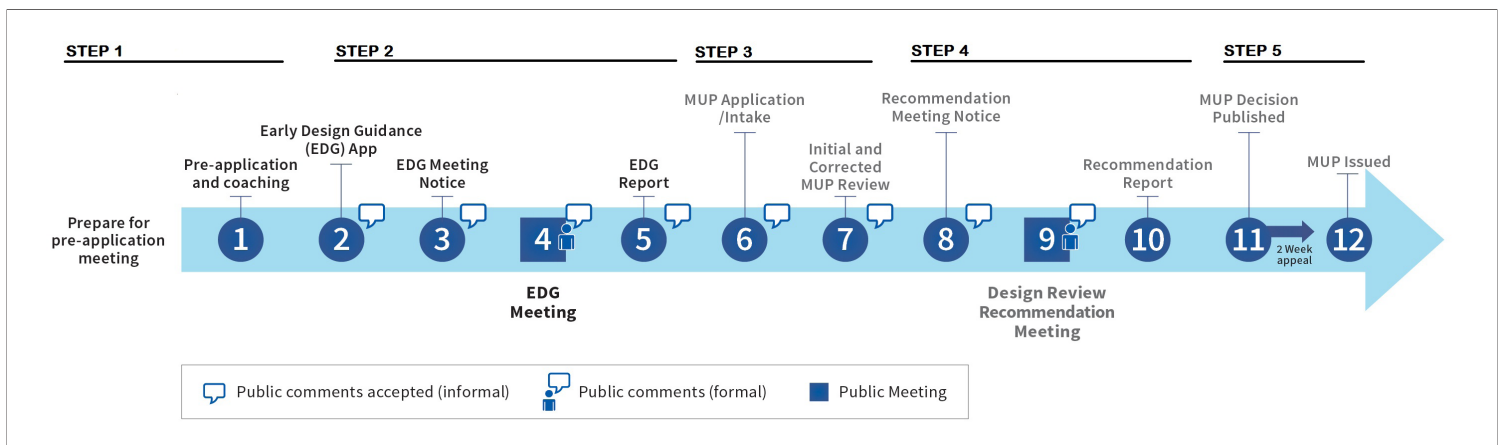 STEP 1
STEP 2
STEP 3
STEP 4
STEP 5
Prepare for
pre-application
meeting
Pre-application
and coaching
1
Early Design Guidance
(EDG) App
2
EDG Meeting
Notice
3
4
EDG
Meeting
EDG
Report
5
MUP Application
/Intake
6
Initial and
Corrected
MUP Review
7
Recommendation
Meeting Notice
8
9
Design Review
Recommendation
Meeting
Recommendation
Report
10
MUP Decision
Published
11
2 Week
appeal
MUP Issued
12
Public comments accepted (informal)
Public comments (formal)
Public Meeting